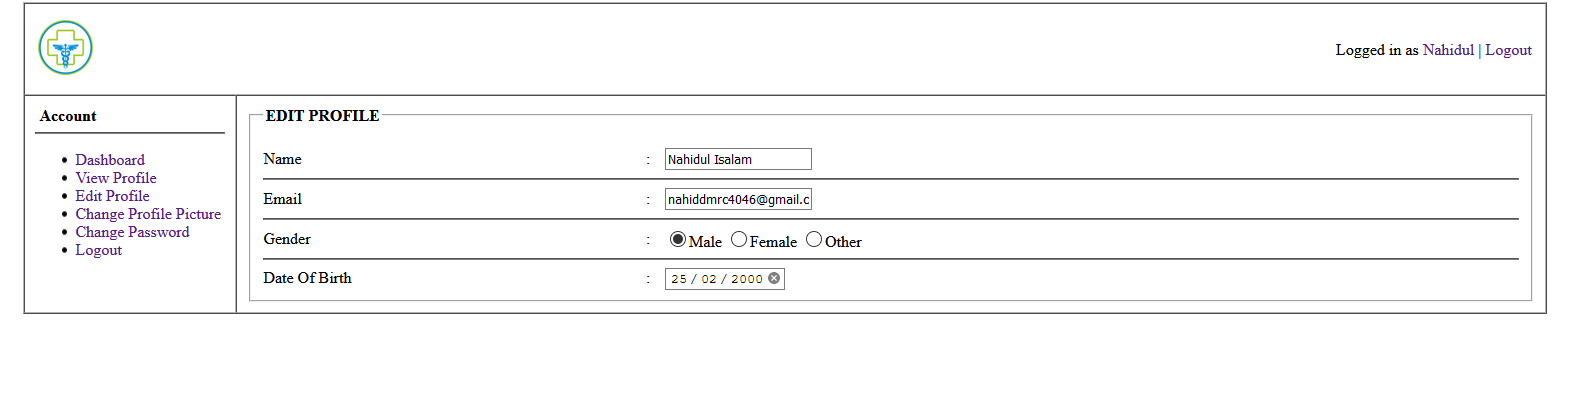 Logged in as Nahidul | Logout
Account
Dashboard
View Profile
Edit Profile
Change Profile Picture
Change Password
Logout
EDIT PROFILE
Name : Nahidul Isalam
Email : nahiddmrc4046@gmail.c
Gender : Male Female Other
Date Of Birth : 25 / 02 / 2000